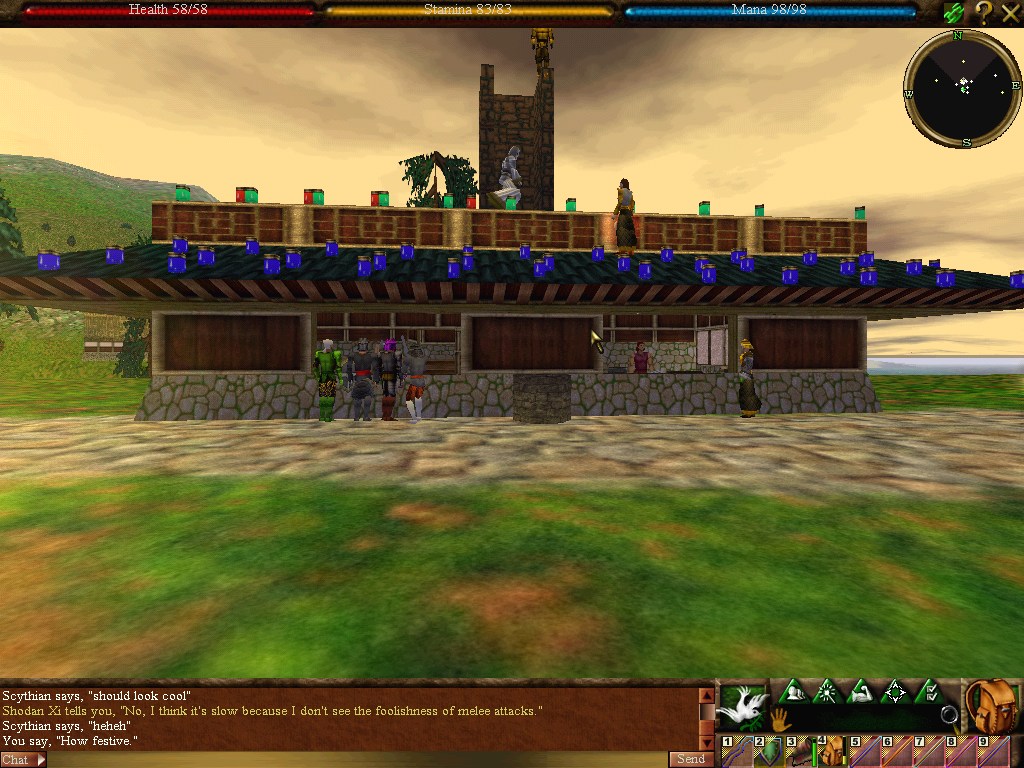 Health 58/58 Stamina 83/83 Mana 98/98
N
W E
S
Scythian says, "should look cool"
Shodan Xi tells you, "No, I think it's slow because I don't see the foolishness of melee attacks."
Scythian says, "heheh"
You say, "How festive."
Chat Send
1 2 3 4 5 6 7 8 9